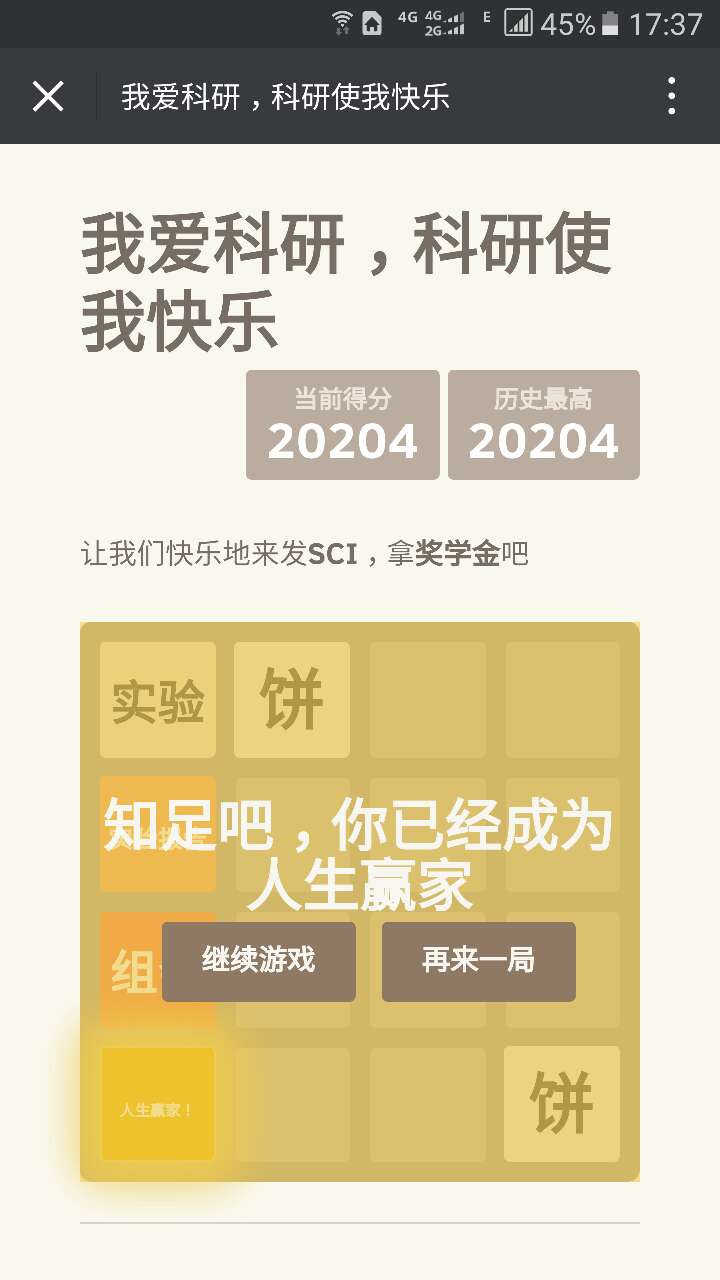 4G 4G 2G E 45% 17:37
我爱科研，科研使我快乐
我爱科研，科研使
我快乐
当前得分 历史最高
20204 20204
让我们快乐地来发SCI，拿奖学金吧
实验 饼
知足吧，你已经成为
人生赢家
组
继续游戏 再来一局
人生赢家！ 饼